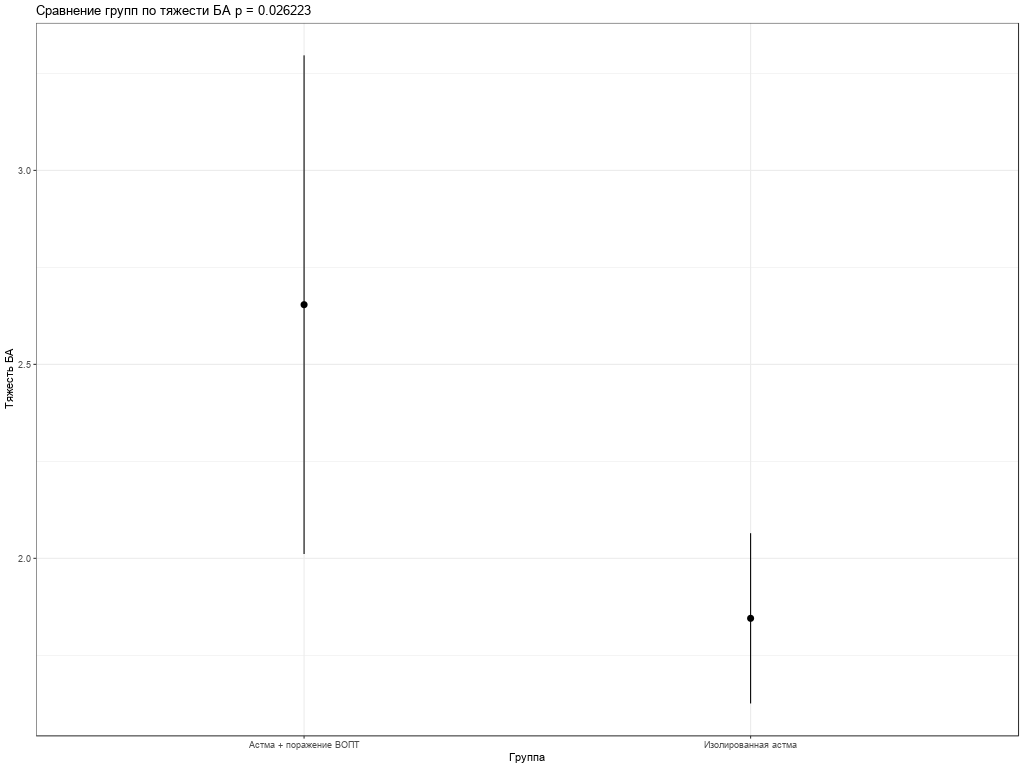 Сравнение групп по тяжести БА p = 0.026223
Тяжесть БА
3.0
2.5
2.0
Астма + поражение ВОПТ
Изолированная астма
Группа